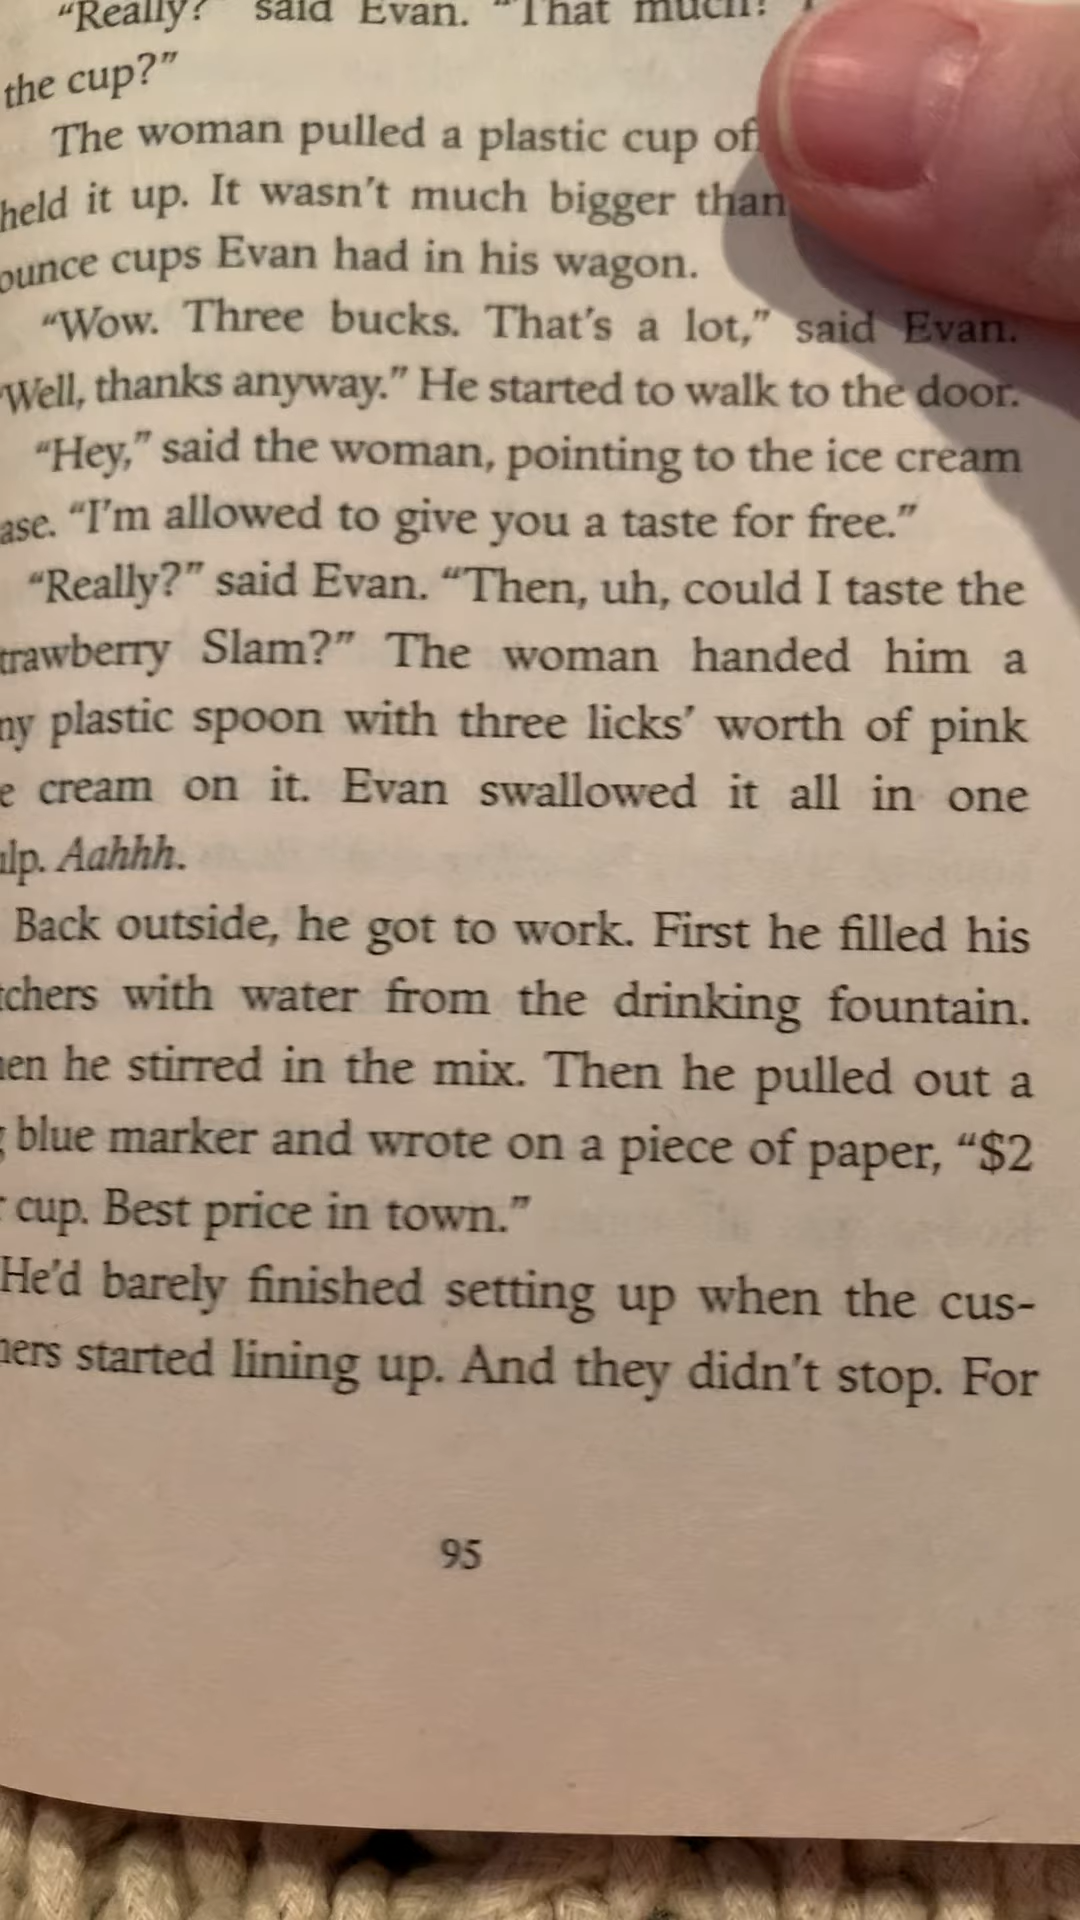 “Really?” said Evan. “That much?
the cup?”
The woman pulled a plastic cup
held it up. It wasn’t much bigger than
ounce cups Evan had in his wagon.
“Wow. Three bucks. That’s a lot,” said Evan.
“Well, thanks anyway.” He started to walk to the door.
“Hey,” said the woman, pointing to the ice cream
ase. “I’m allowed to give you a taste for free.”
“Really?” said Evan. “Then, uh, could I taste the
trawberry Slam?” The woman handed him a
ny plastic spoon with three licks’ worth of pink
e cream on it. Evan swallowed it all in one
ulp. Aahhh.
Back outside, he got to work. First he filled his
tchers with water from the drinking fountain.
hen he stirred in the mix. Then he pulled out a
g blue marker and wrote on a piece of paper, “$2
r cup. Best price in town.”
He’d barely finished setting up when the cus-
mers started lining up. And they didn’t stop. For
95